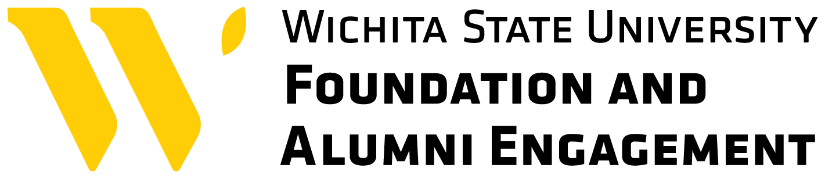 Wichita State University
Foundation and
Alumni Engagement